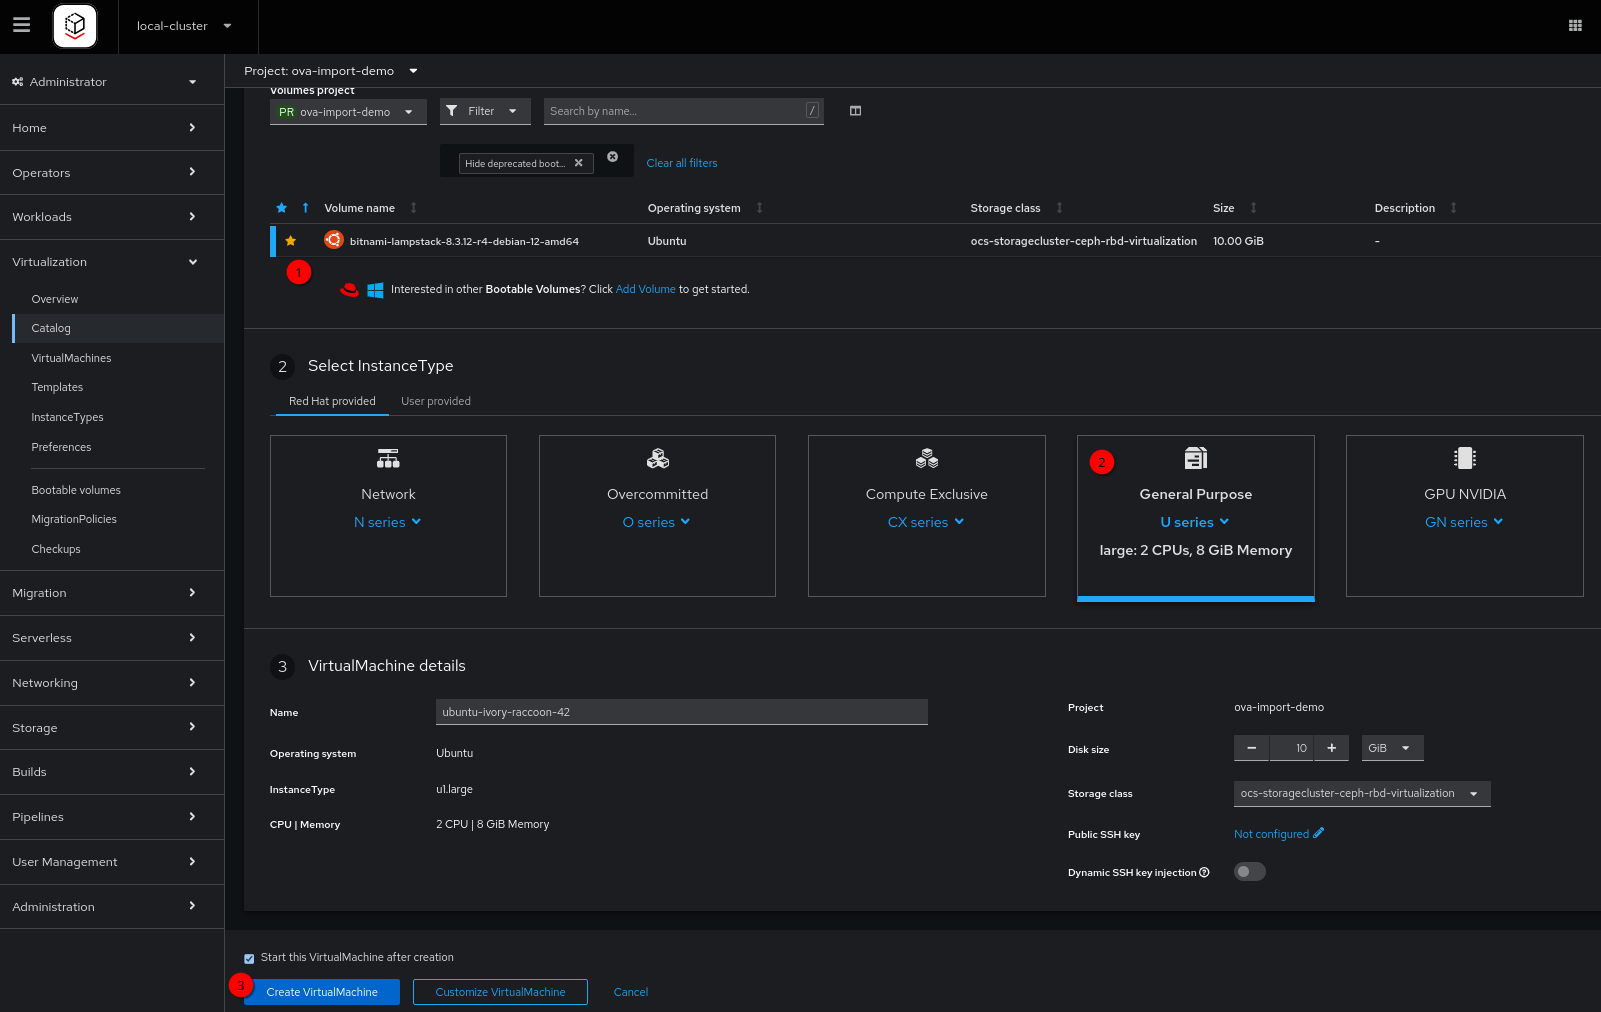 local-cluster
Administrator
Home
Operators
Workloads
Virtualization
Overview
Catalog
VirtualMachines
Templates
InstanceTypes
Preferences
Bootable volumes
MigrationPolicies
Checkups
Migration
Serverless
Networking
Storage
Builds
Pipelines
User Management
Administration
Project: ova-import-demo
Volumes project
PR ova-import-demo
Filter
Search by name...
/
Hide deprecated boot...
Clear all filters
Volume name
Operating system
Storage class
Size
Description
bitnami-lampstack-8.3.12-r4-debian-12-amd64
Ubuntu
ocs-storagecluster-ceph-rbd-virtualization
10.00 GiB
-
1
Interested in other Bootable Volumes? Click Add Volume to get started.
2 Select InstanceType
Red Hat provided
User provided
Network
N series
Overcommitted
O series
Compute Exclusive
CX series
2
General Purpose
U series
large: 2 CPUs, 8 GiB Memory
GPU NVIDIA
GN series
3 VirtualMachine details
Name
ubuntu-ivory-raccoon-42
Operating system
Ubuntu
InstanceType
u1.large
CPU | Memory
2 CPU | 8 GiB Memory
Project
ova-import-demo
Disk size
10
GiB
Storage class
ocs-storagecluster-ceph-rbd-virtualization
Public SSH key
Not configured
Dynamic SSH key injection
Start this VirtualMachine after creation
3
Create VirtualMachine
Customize VirtualMachine
Cancel